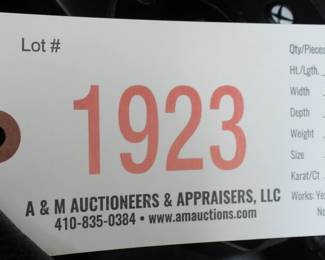 Lot #
1923
A & M AUCTIONEERS & APPRAISERS, LLC
410-835-0384 • www.amauctions.com
Qty/Pieces
Ht./Lgth.
Width
Depth
Weight
Size
Karat/Ct
Works: Yes
No